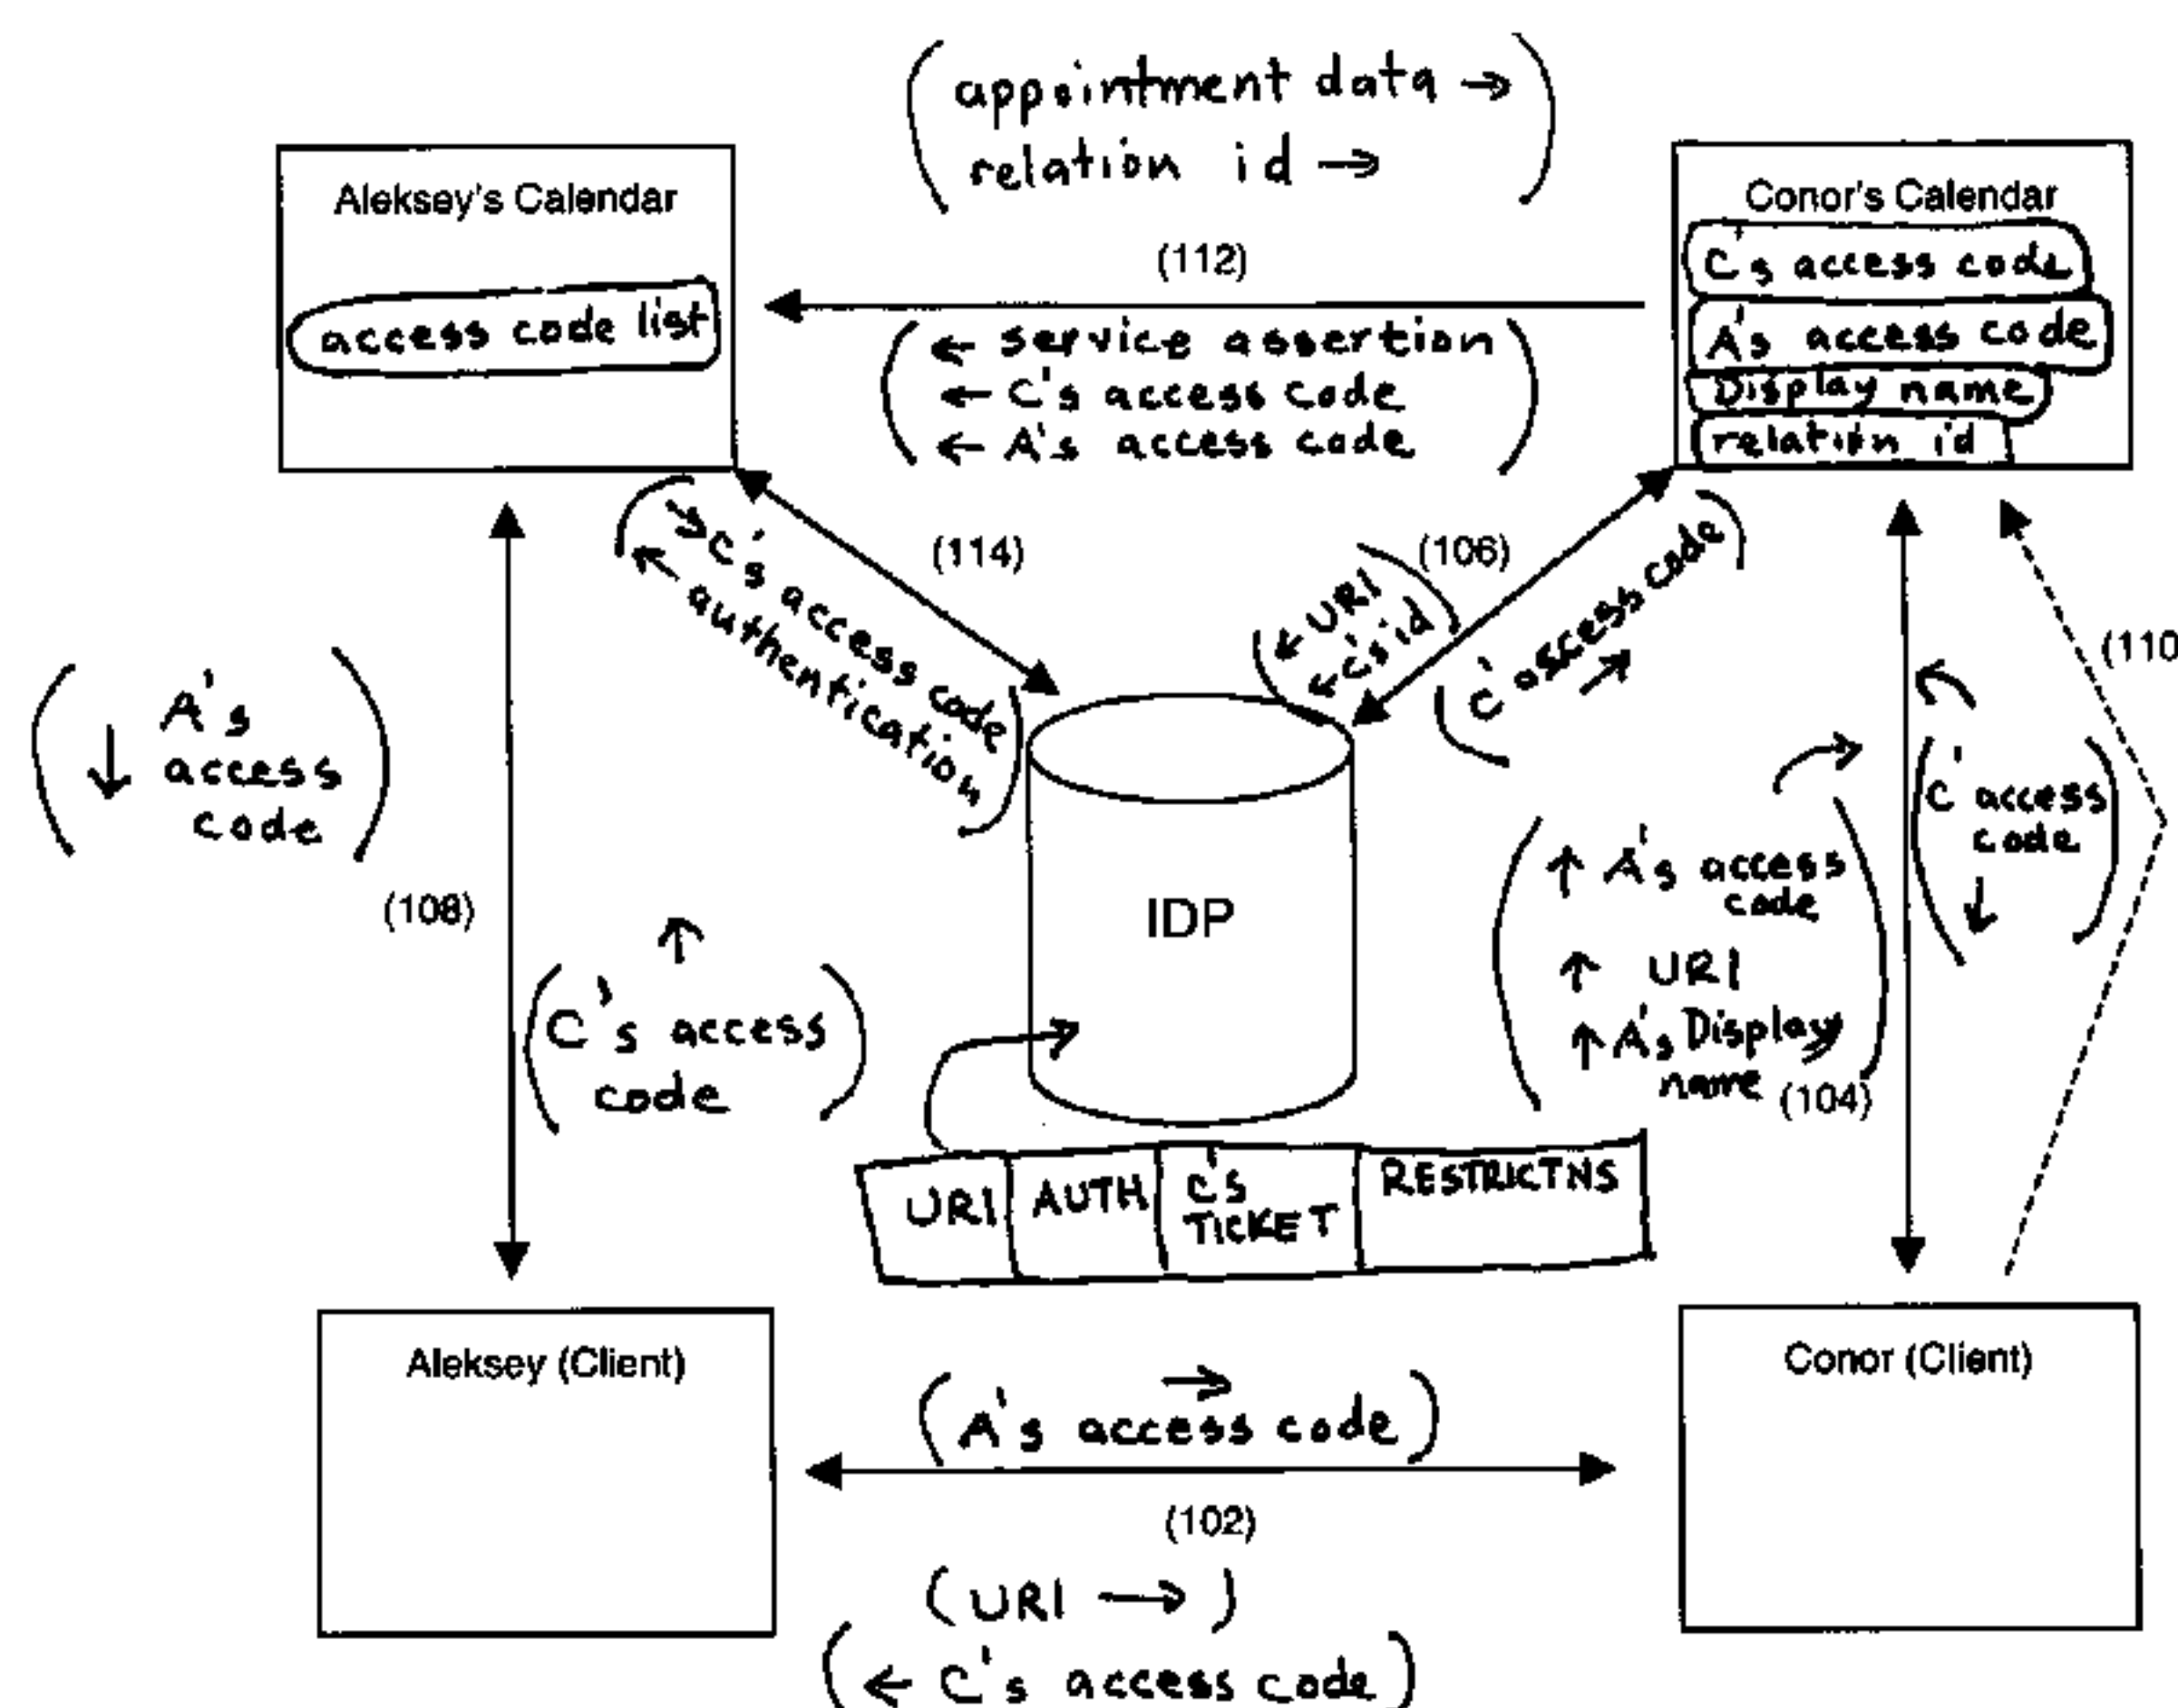 (appointment data →
relation id →)
Aleksey's Calendar
access code list
Conor's Calendar
C's access code
A's access code
Display name
relation id
(112)
(← service assertion
← C's access code
← A's access code)
(114)
(↘ C's access code
↖ authentication)
(106)
(↙ URI
↙ C's id)
(C' access code ↗)
(110
(↓ A's
access
code)
(108)
↑
(C's access
code)
IDP
(↑ A's access
code
↑ URI
↑ A's Display
name)
(104)
(C' access
code
↓)
URI AUTH C'S TICKET RESTRICTNS
Aleksey (Client)
Conor (Client)
→
(A's access code)
(102)
(URI →)
(← C's access code)